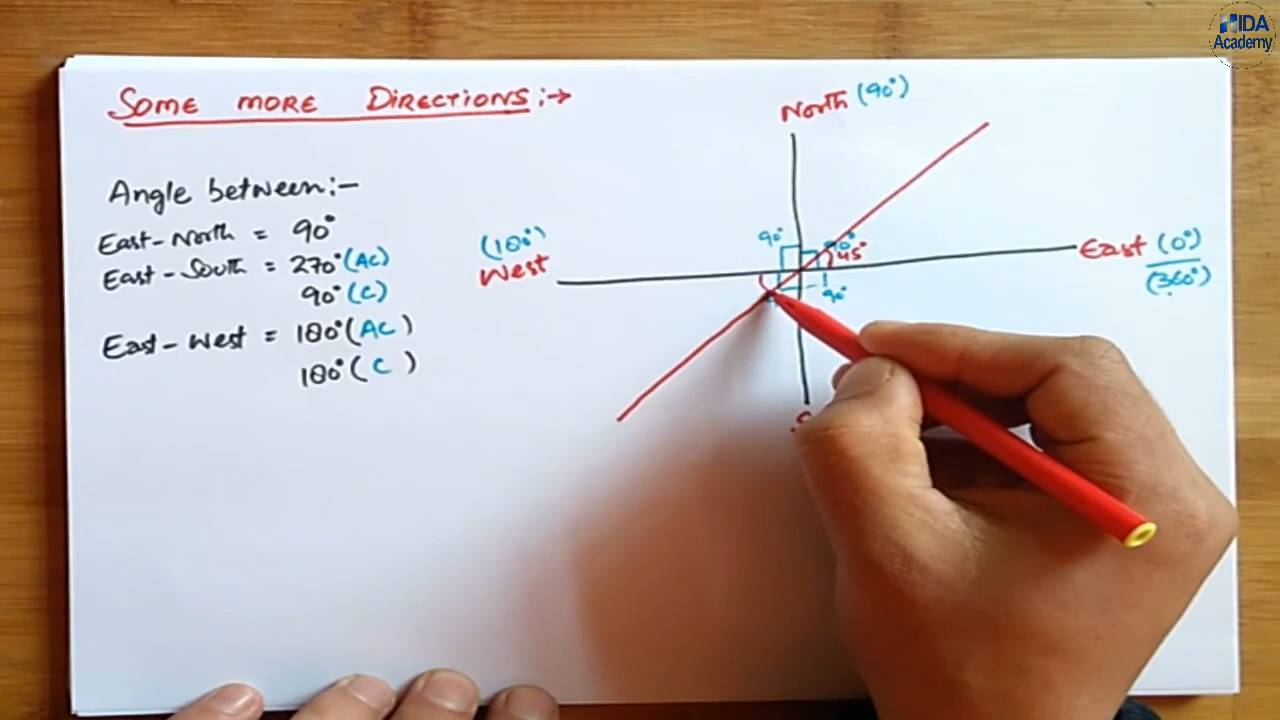 IDA
Academy
SOME MORE DIRECTIONS:→
North (90°)
Angle between:-
East-North = 90°
East-South = 270° (AC)
90° (C)
East-West = 180° (AC)
180° (C)
(180°)
West
90°
90°
45°
90°
East (0°)
(360°)